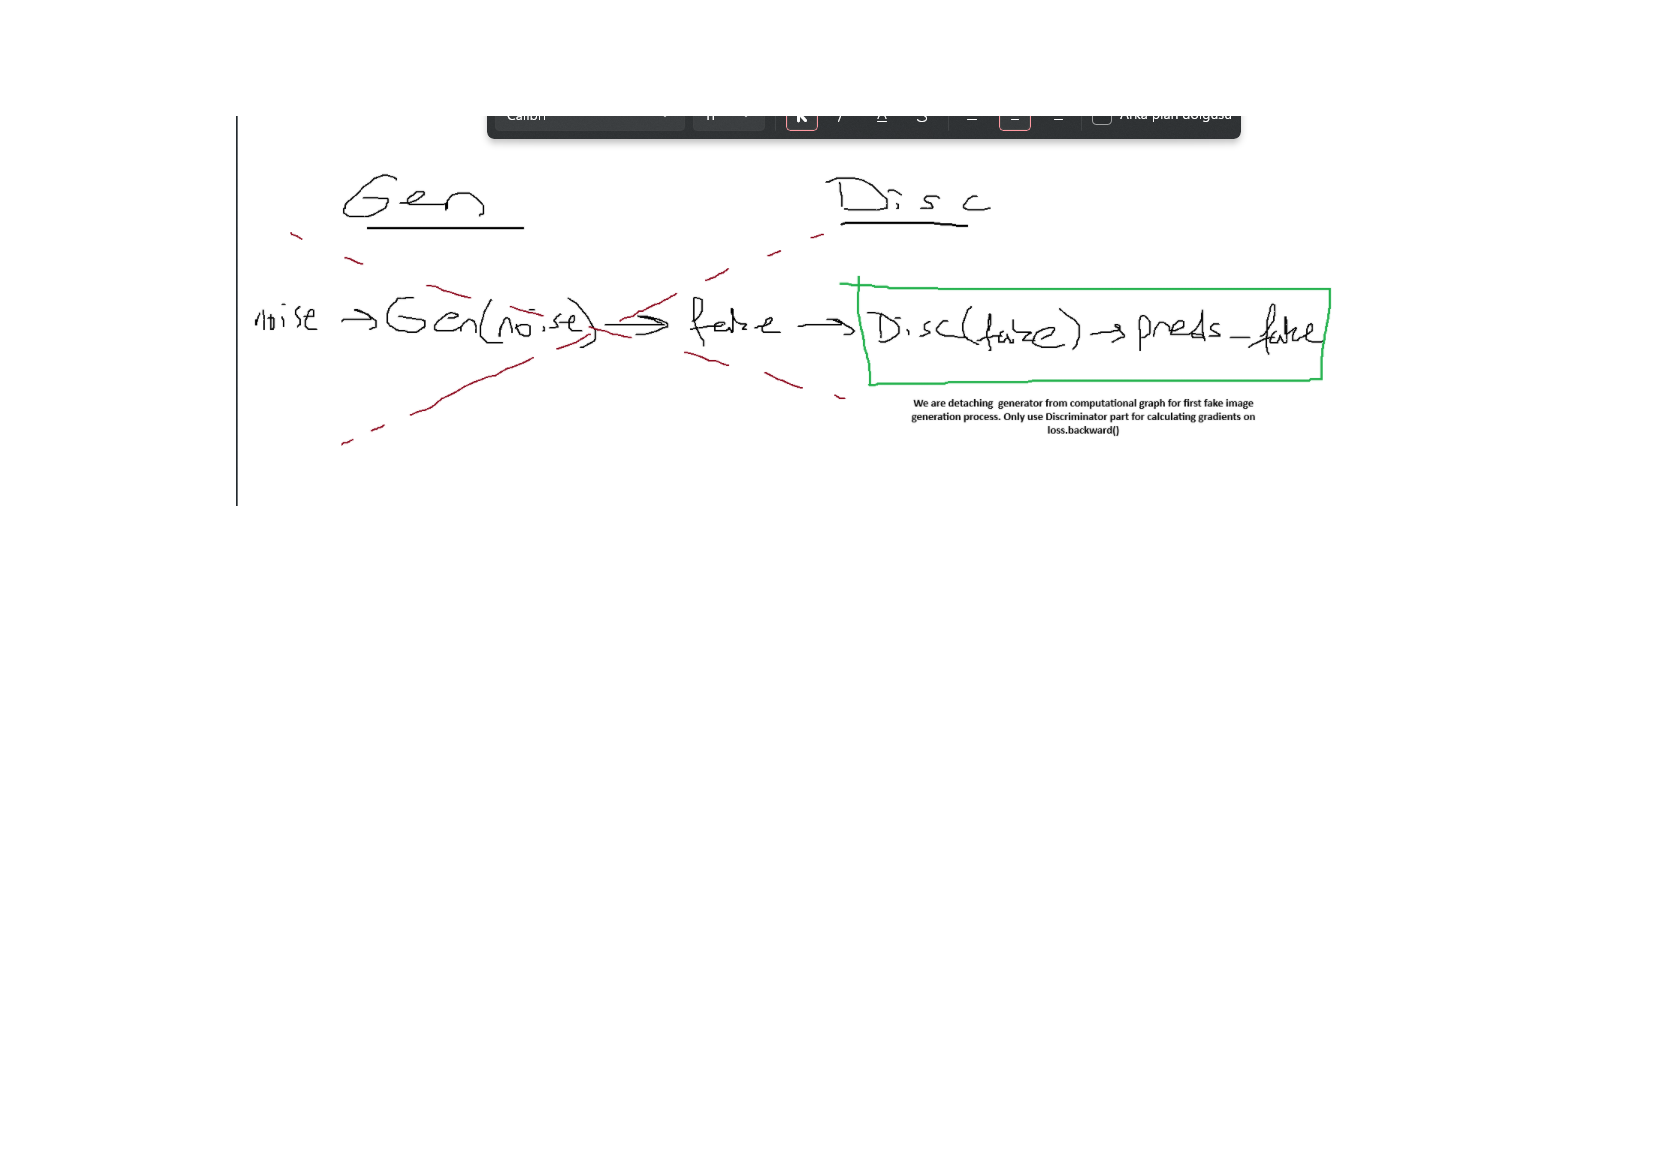 Calibri
11
K
Arka plan dolgusu
Gen
Disc
noise → Gen(noise) → fake → Disc(fake) → preds_fake
We are detaching generator from computational graph for first fake image
generation process. Only use Discriminator part for calculating gradients on
loss.backward()